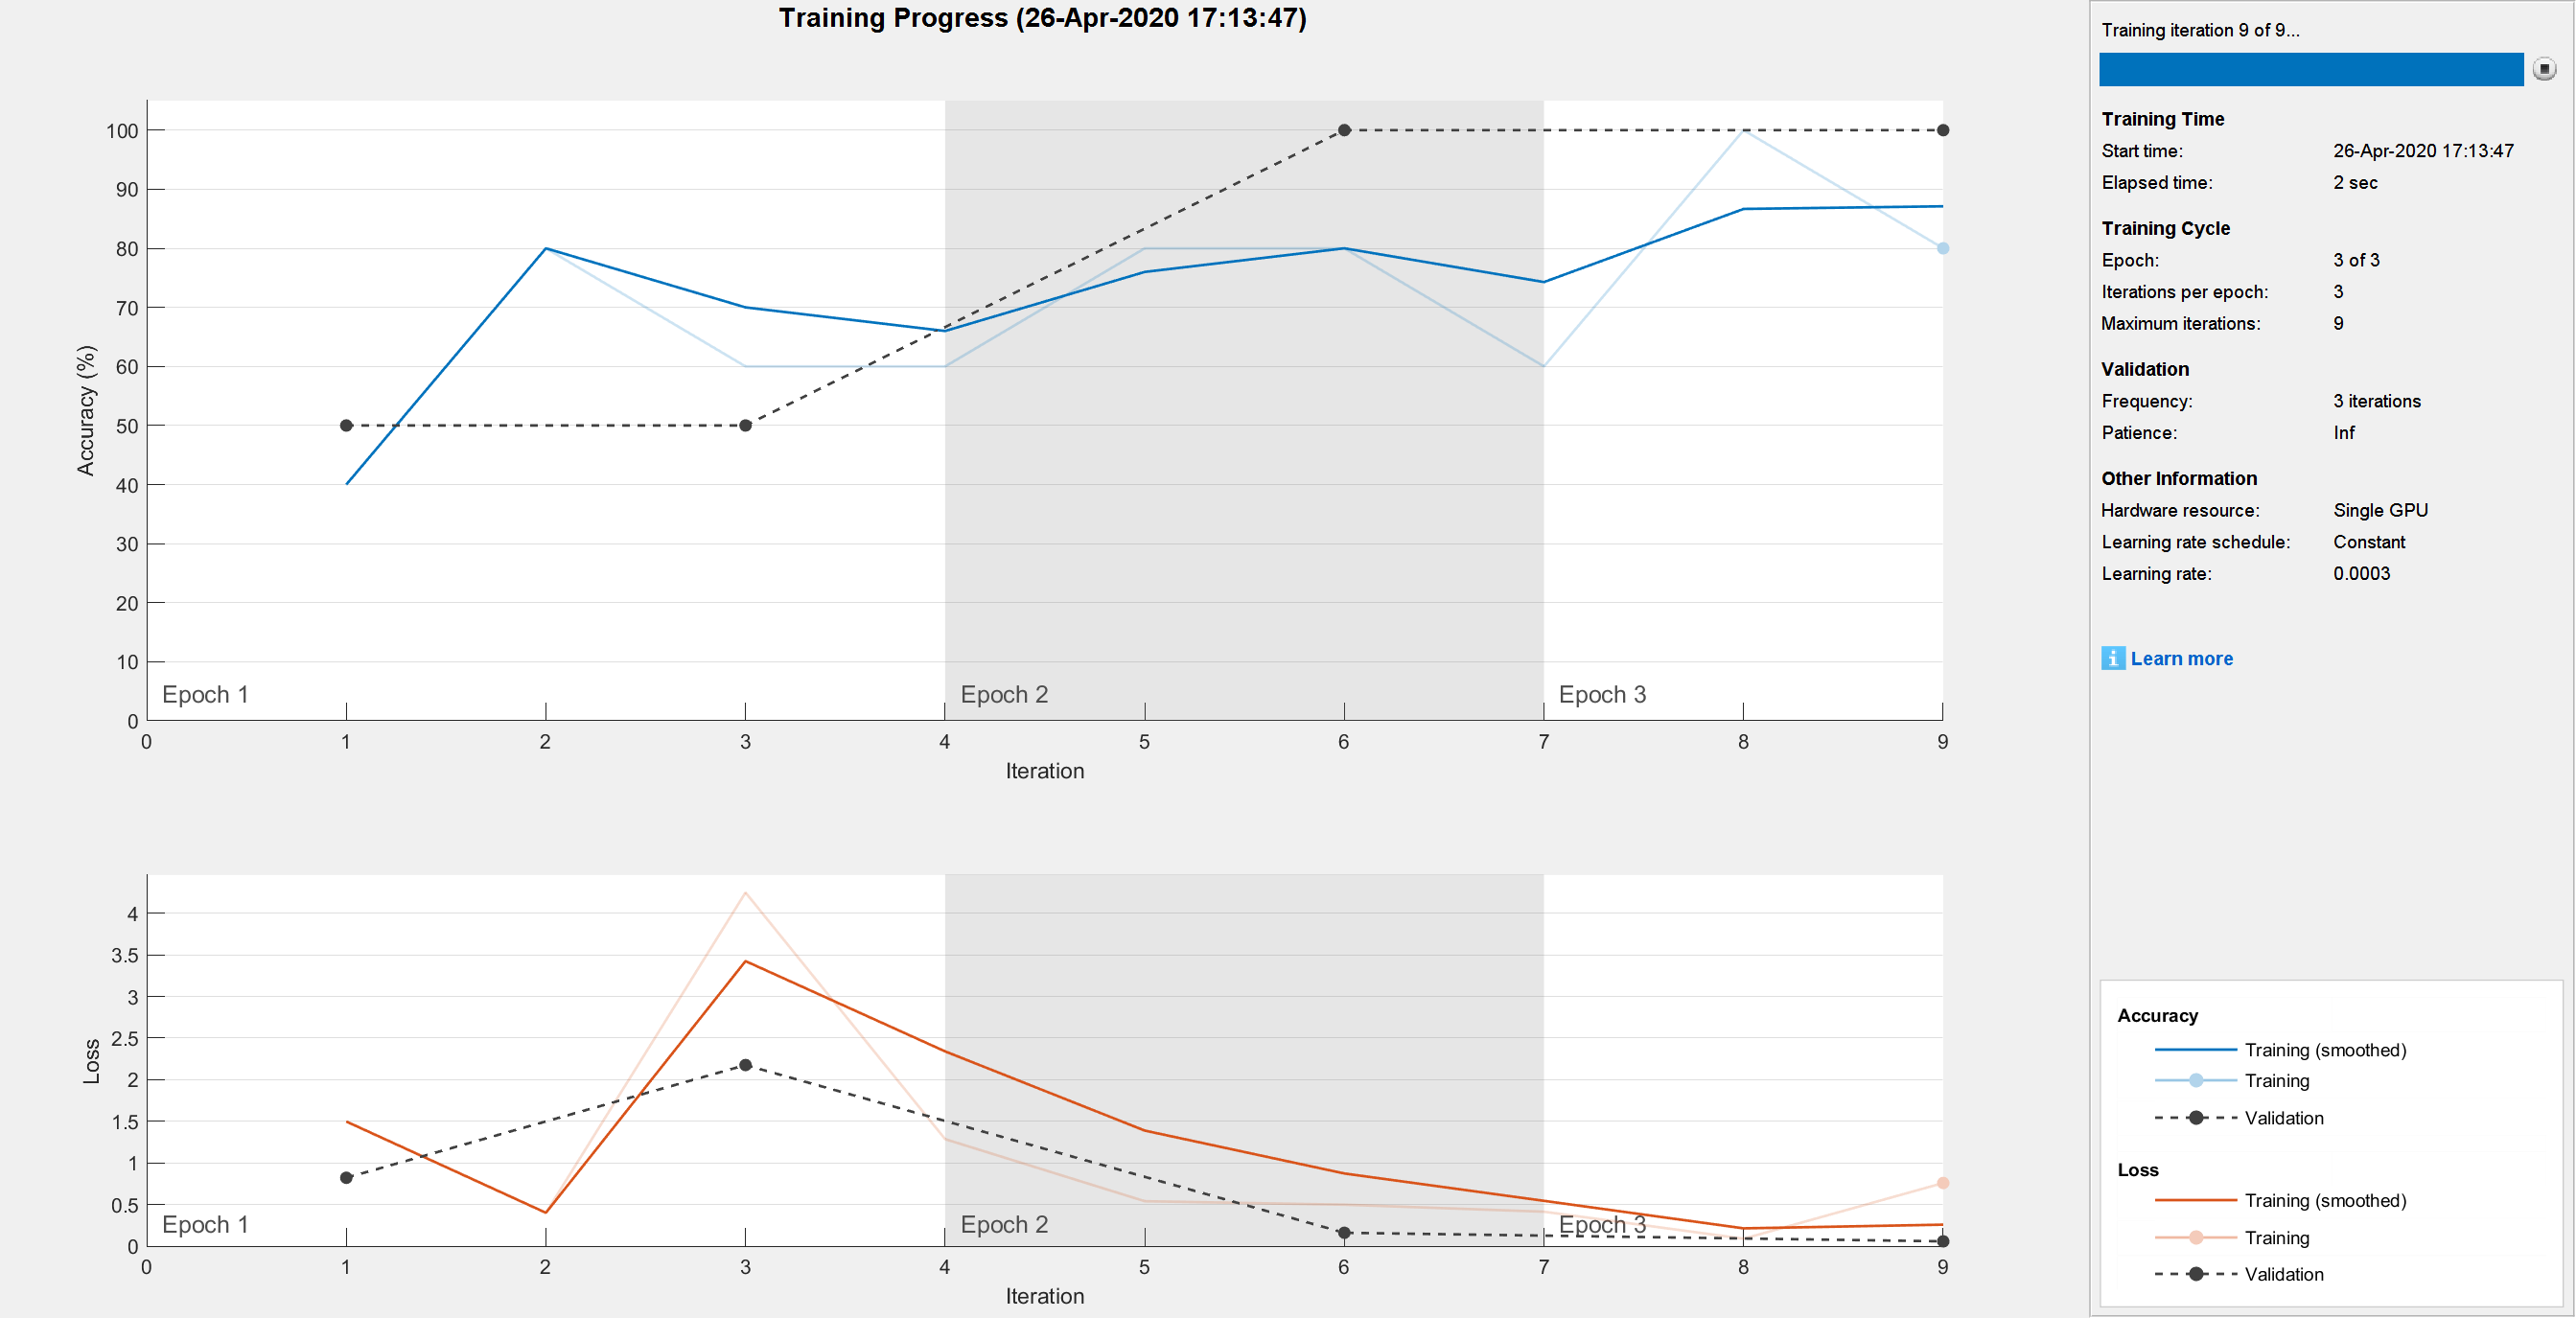 Training Progress (26-Apr-2020 17:13:47)
100
90
80
70
60
50
40
30
20
10
0
Accuracy (%)
Epoch 1 Epoch 2 Epoch 3
0 1 2 3 4 5 6 7 8 9
Iteration
4
3.5
3
2.5
2
1.5
1
0.5
0
Loss
Epoch 1 Epoch 2 Epoch 3
0 1 2 3 4 5 6 7 8 9
Iteration
Training iteration 9 of 9...
Training Time
Start time: 26-Apr-2020 17:13:47
Elapsed time: 2 sec
Training Cycle
Epoch: 3 of 3
Iterations per epoch: 3
Maximum iterations: 9
Validation
Frequency: 3 iterations
Patience: Inf
Other Information
Hardware resource: Single GPU
Learning rate schedule: Constant
Learning rate: 0.0003
i Learn more
Accuracy
Training (smoothed)
Training
Validation
Loss
Training (smoothed)
Training
Validation